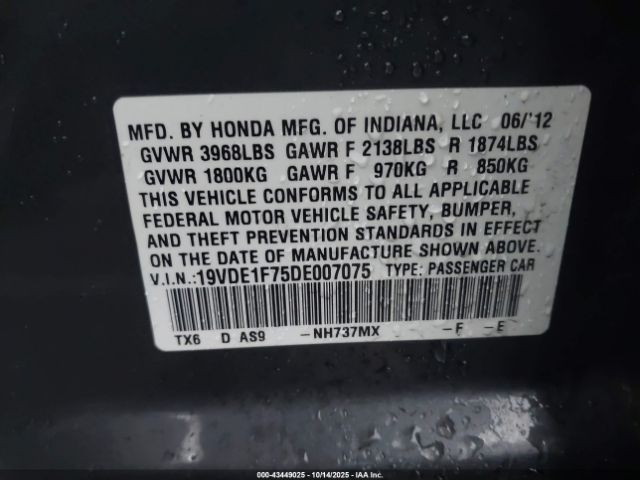 MFD. BY HONDA MFG. OF INDIANA, LLC 06/'12
GVWR 3968LBS GAWR F 2138LBS R 1874LBS
GVWR 1800KG GAWR F 970KG R 850KG
THIS VEHICLE CONFORMS TO ALL APPLICABLE
FEDERAL MOTOR VEHICLE SAFETY, BUMPER,
AND THEFT PREVENTION STANDARDS IN EFFECT
ON THE DATE OF MANUFACTURE SHOWN ABOVE.
V.I.N.:19VDE1F75DE007075 TYPE: PASSENGER CAR
TX6 D AS9 -NH737MX -F -E
000-43449025 - 10/14/2025 - IAA Inc.